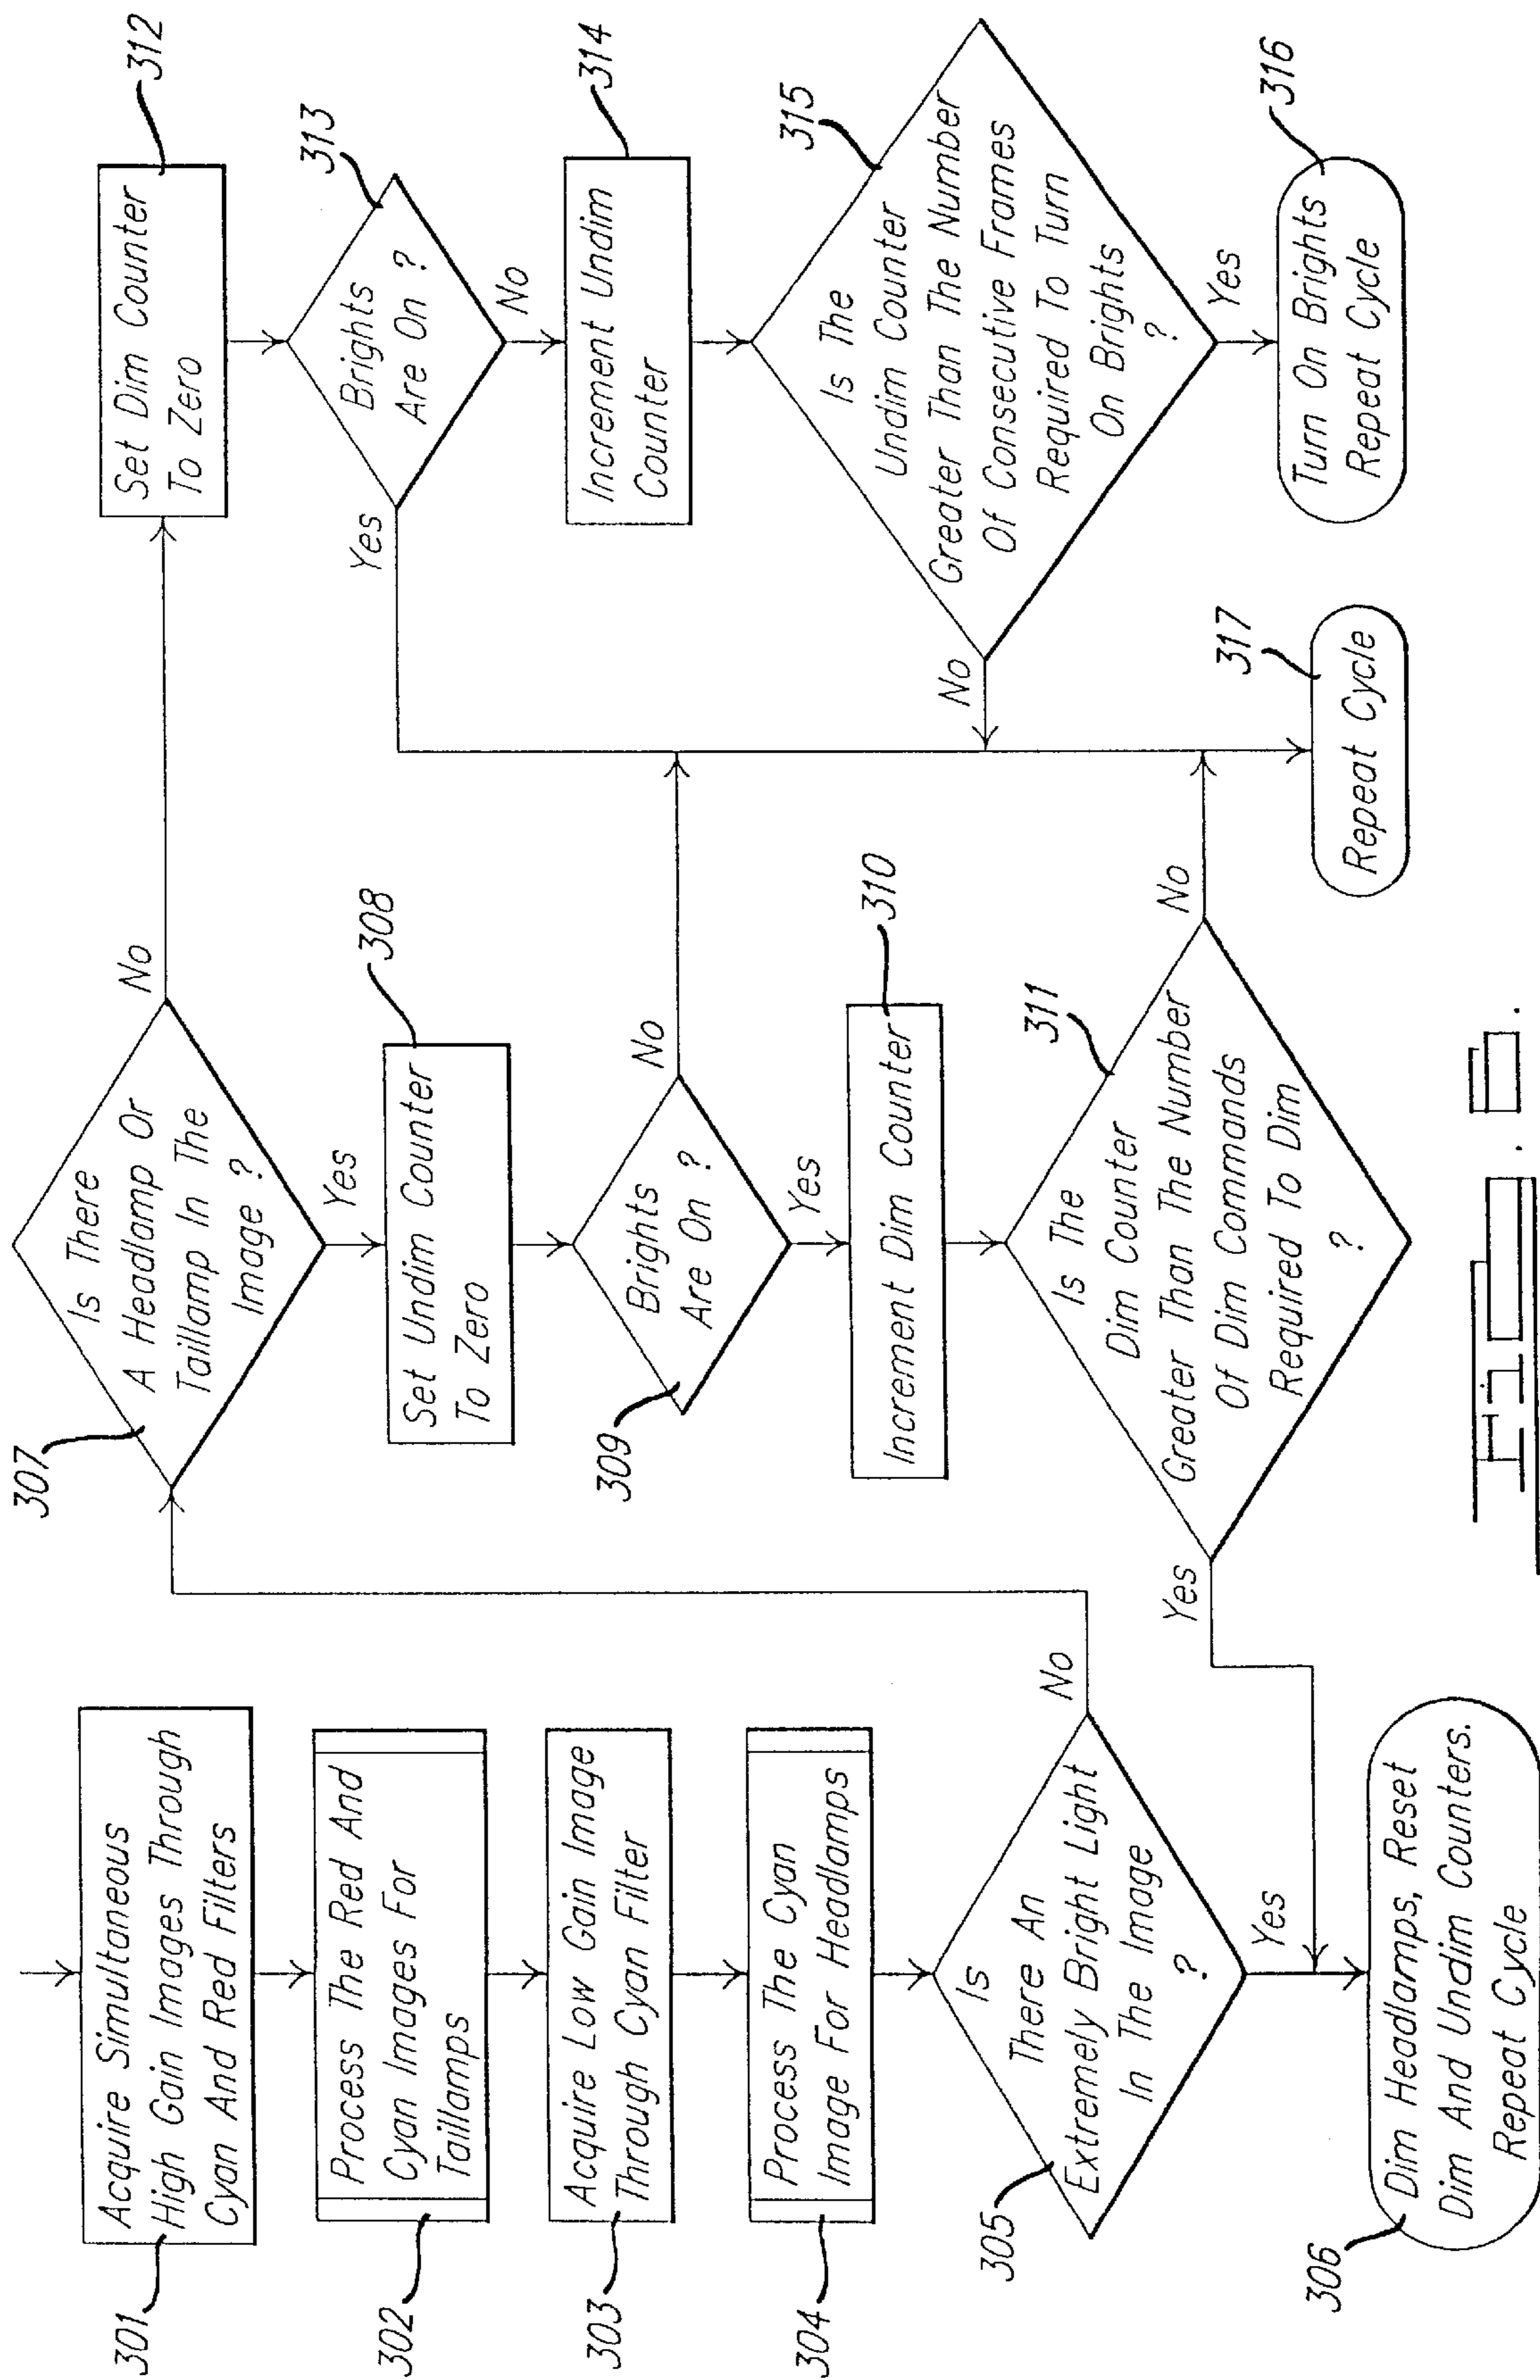 301
Acquire Simultaneous
High Gain Images Through
Cyan And Red Filters
302
Process The Red And
Cyan Images For
Taillamps
303
Acquire Low Gain Image
Through Cyan Filter
304
Process The Cyan
Image For Headlamps
305
Is
There An
Extremely Bright Light
In The Image
?
No
Yes
306
Dim Headlamps, Reset
Dim And Undim Counters.
Repeat Cycle
307
Is There
A Headlamp Or
Taillamp In The
Image ?
No
Yes
308
Set Undim Counter
To Zero
309
Brights
Are On ?
No
Yes
310
Increment Dim Counter
311
Is The
Dim Counter
Greater Than The Number
Of Dim Commands
Required To Dim
?
Yes
No
312
Set Dim Counter
To Zero
313
Brights
Are On ?
Yes
No
314
Increment Undim
Counter
315
Is The
Undim Counter
Greater Than The Number
Of Consecutive Frames
Required To Turn
On Brights
?
No
Yes
316
Turn On Brights
Repeat Cycle
317
Repeat Cycle